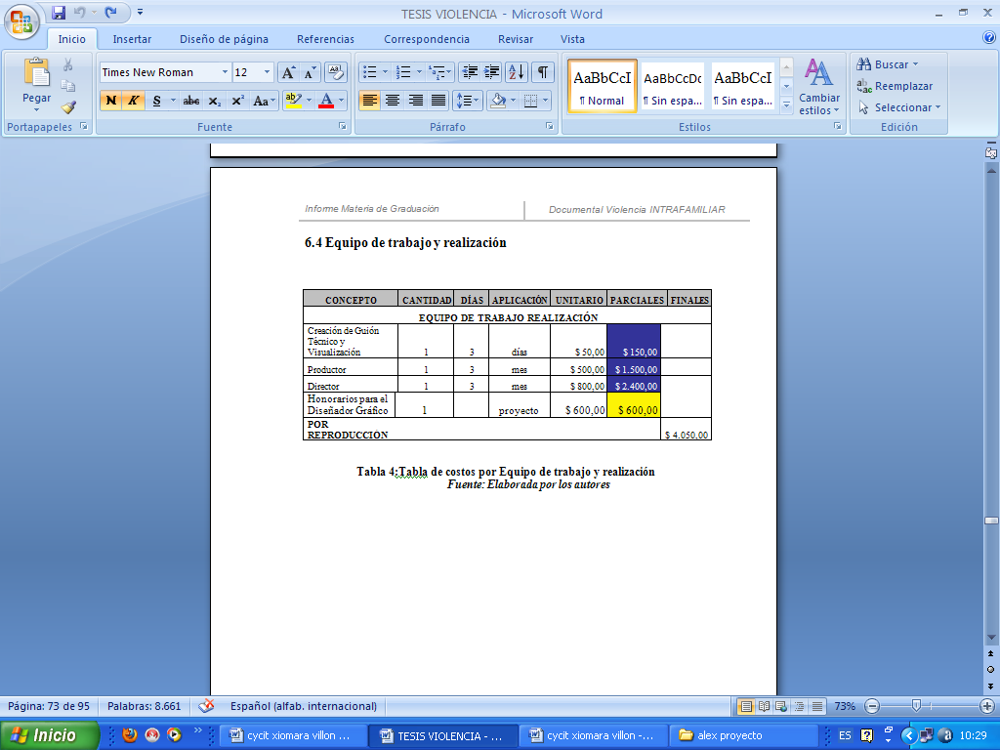 TESIS VIOLENCIA - Microsoft Word
Inicio Insertar Diseño de página Referencias Correspondencia Revisar Vista
Pegar
Portapapeles
Times New Roman 12
N K S abc x₂ x² Aa
Fuente
Párrafo
AaBbCcI AaBbCcDc AaBbCcI
¶ Normal ¶ Sin espa... ¶ Sin espa...
Cambiar
estilos
Estilos
Buscar
Reemplazar
Seleccionar
Edición
Informe Materia de Graduación Documental Violencia INTRAFAMILIAR
6.4 Equipo de trabajo y realización
CONCEPTO CANTIDAD DÍAS APLICACIÓN UNITARIO PARCIALES FINALES
EQUIPO DE TRABAJO REALIZACIÓN
Creación de Guión
Técnico y
Visualización 1 3 días $ 50,00 $ 150,00
Productor 1 3 mes $ 500,00 $ 1.500,00
Director 1 3 mes $ 800,00 $ 2.400,00
Honorarios para el
Diseñador Gráfico 1 proyecto $ 600,00 $ 600,00
POR
REPRODUCCIÓN $ 4.050,00
Tabla 4:Tabla de costos por Equipo de trabajo y realización
Fuente: Elaborada por los autores
Página: 73 de 95 Palabras: 8.661 Español (alfab. internacional) 73%
Inicio cycit xiomara villon ... TESIS VIOLENCIA - ... cycit xiomara villon -... alex proyecto ES 10:29